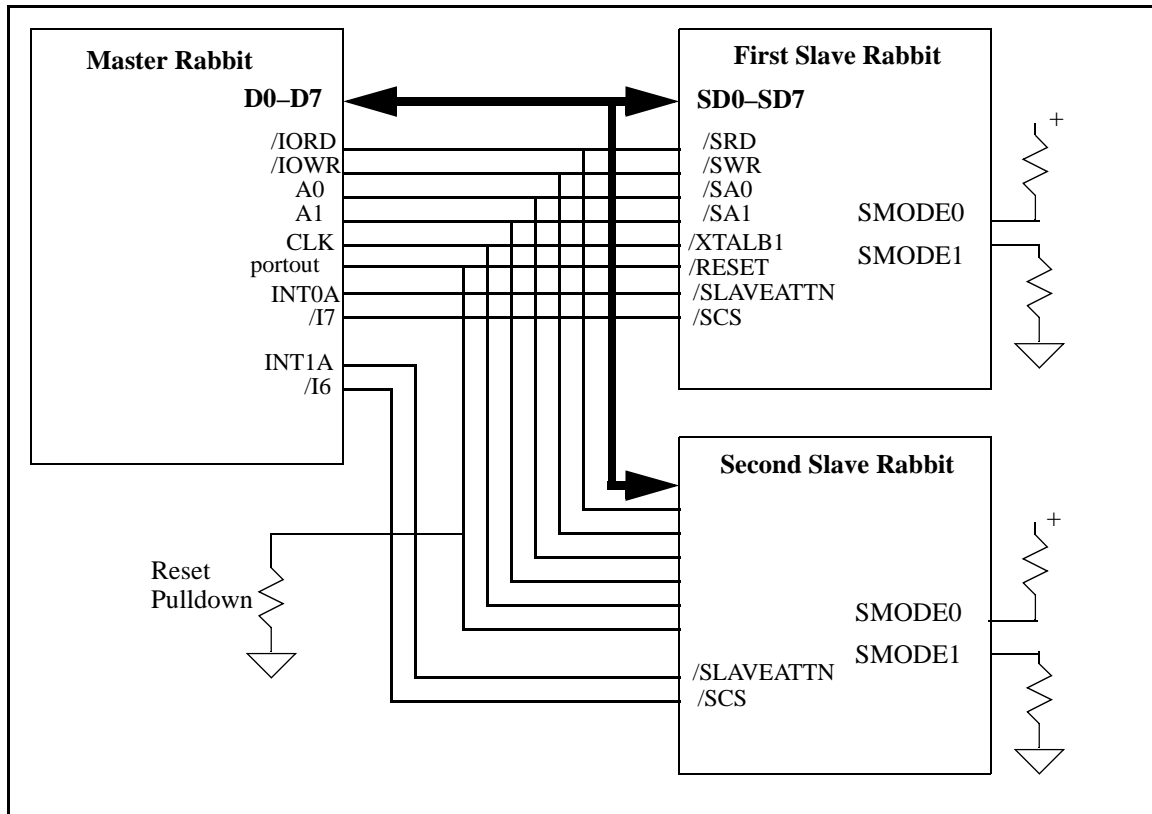 Master Rabbit
D0–D7
/IORD
/IOWR
A0
A1
CLK
portout
INT0A
/I7
INT1A
/I6
First Slave Rabbit
SD0–SD7
/SRD
/SWR
/SA0
/SA1
/XTALB1
/RESET
/SLAVEATTN
/SCS
SMODE0
SMODE1
+
Second Slave Rabbit
/SLAVEATTN
/SCS
SMODE0
SMODE1
+
Reset
Pulldown